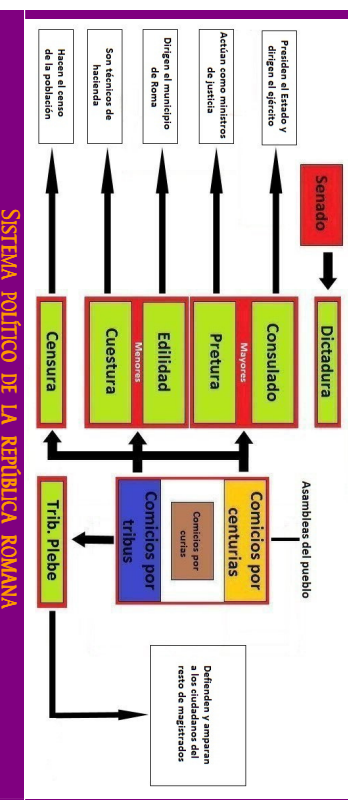 SISTEMA POLÍTICO DE LA REPÚBLICA ROMANA
Senado
Dictadura
Presiden el Estado y
dirigen el ejército
Consulado
Mayores
Actúan como ministros
de justicia
Pretura
Dirigen el municipio
de Roma
Edilidad
Menores
Son técnicos de
hacienda
Cuestura
Hacen el censo
de la población
Censura
Asambleas del pueblo
Comicios por
centurias
Comicios por
curias
Comicios por
tribus
Trib. Plebe
Defienden y amparan
a los ciudadanos del
resto de magistrados